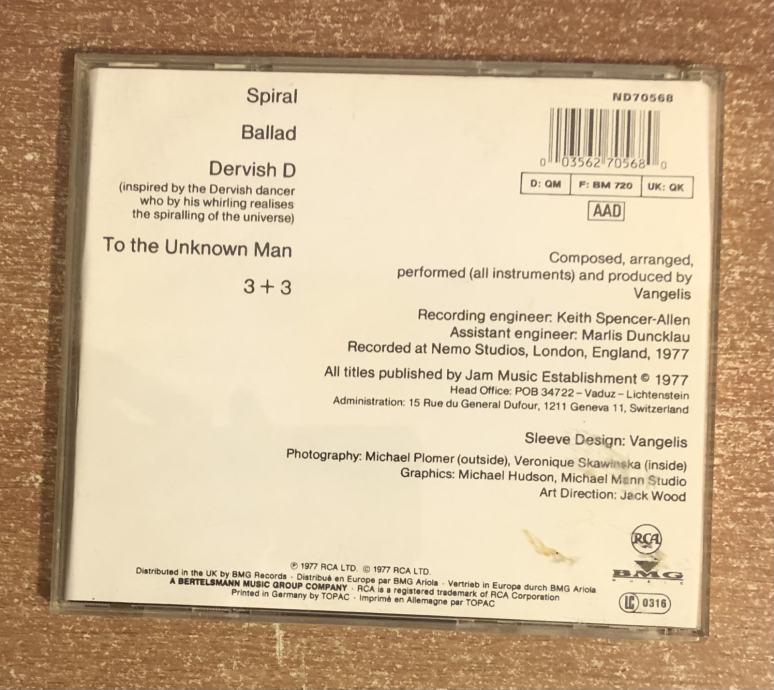 Spiral
Ballad
Dervish D
(inspired by the Dervish dancer
who by his whirling realises
the spiralling of the universe)
To the Unknown Man
3 + 3
ND70568
0 03562 70568 0
D: QM F: BM 720 UK: QK
AAD
Composed, arranged,
performed (all instruments) and produced by
Vangelis
Recording engineer: Keith Spencer-Allen
Assistant engineer: Marlis Duncklau
Recorded at Nemo Studios, London, England, 1977
All titles published by Jam Music Establishment © 1977
Head Office: POB 34722 – Vaduz – Lichtenstein
Administration: 15 Rue du General Dufour, 1211 Geneva 11, Switzerland
Sleeve Design: Vangelis
Photography: Michael Plomer (outside), Veronique Skawinska (inside)
Graphics: Michael Hudson, Michael Mann Studio
Art Direction: Jack Wood
RCA
BMG
℗ 1977 RCA LTD. © 1977 RCA LTD.
Distributed in the UK by BMG Records · Distribué en Europe par BMG Ariola · Vertrieb in Europe durch BMG Ariola
A BERTELSMANN MUSIC GROUP COMPANY · RCA is a registered trademark of RCA Corporation
Printed in Germany by TOPAC · Imprimé en Allemagne par TOPAC
LC 0316